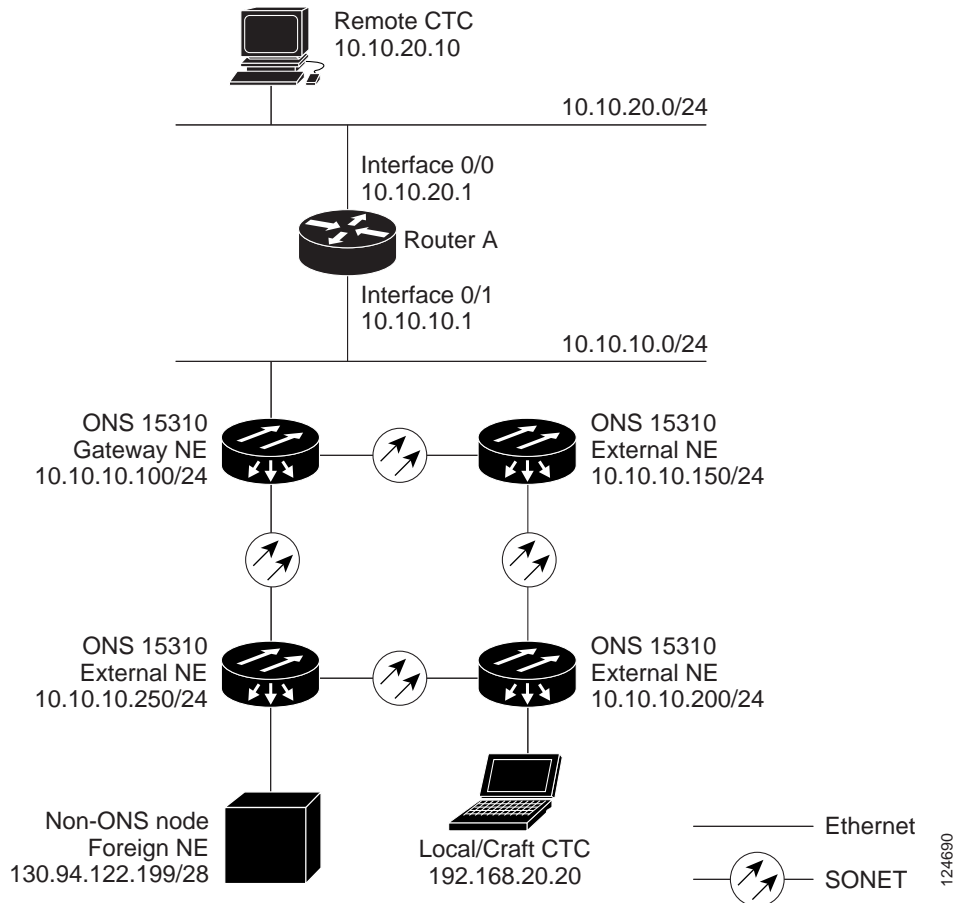 Remote CTC
10.10.20.10
10.10.20.0/24
Interface 0/0
10.10.20.1
Router A
Interface 0/1
10.10.10.1
10.10.10.0/24
ONS 15310
Gateway NE
10.10.10.100/24
ONS 15310
External NE
10.10.10.150/24
ONS 15310
External NE
10.10.10.250/24
ONS 15310
External NE
10.10.10.200/24
Non-ONS node
Foreign NE
130.94.122.199/28
Local/Craft CTC
192.168.20.20
Ethernet
SONET
124690